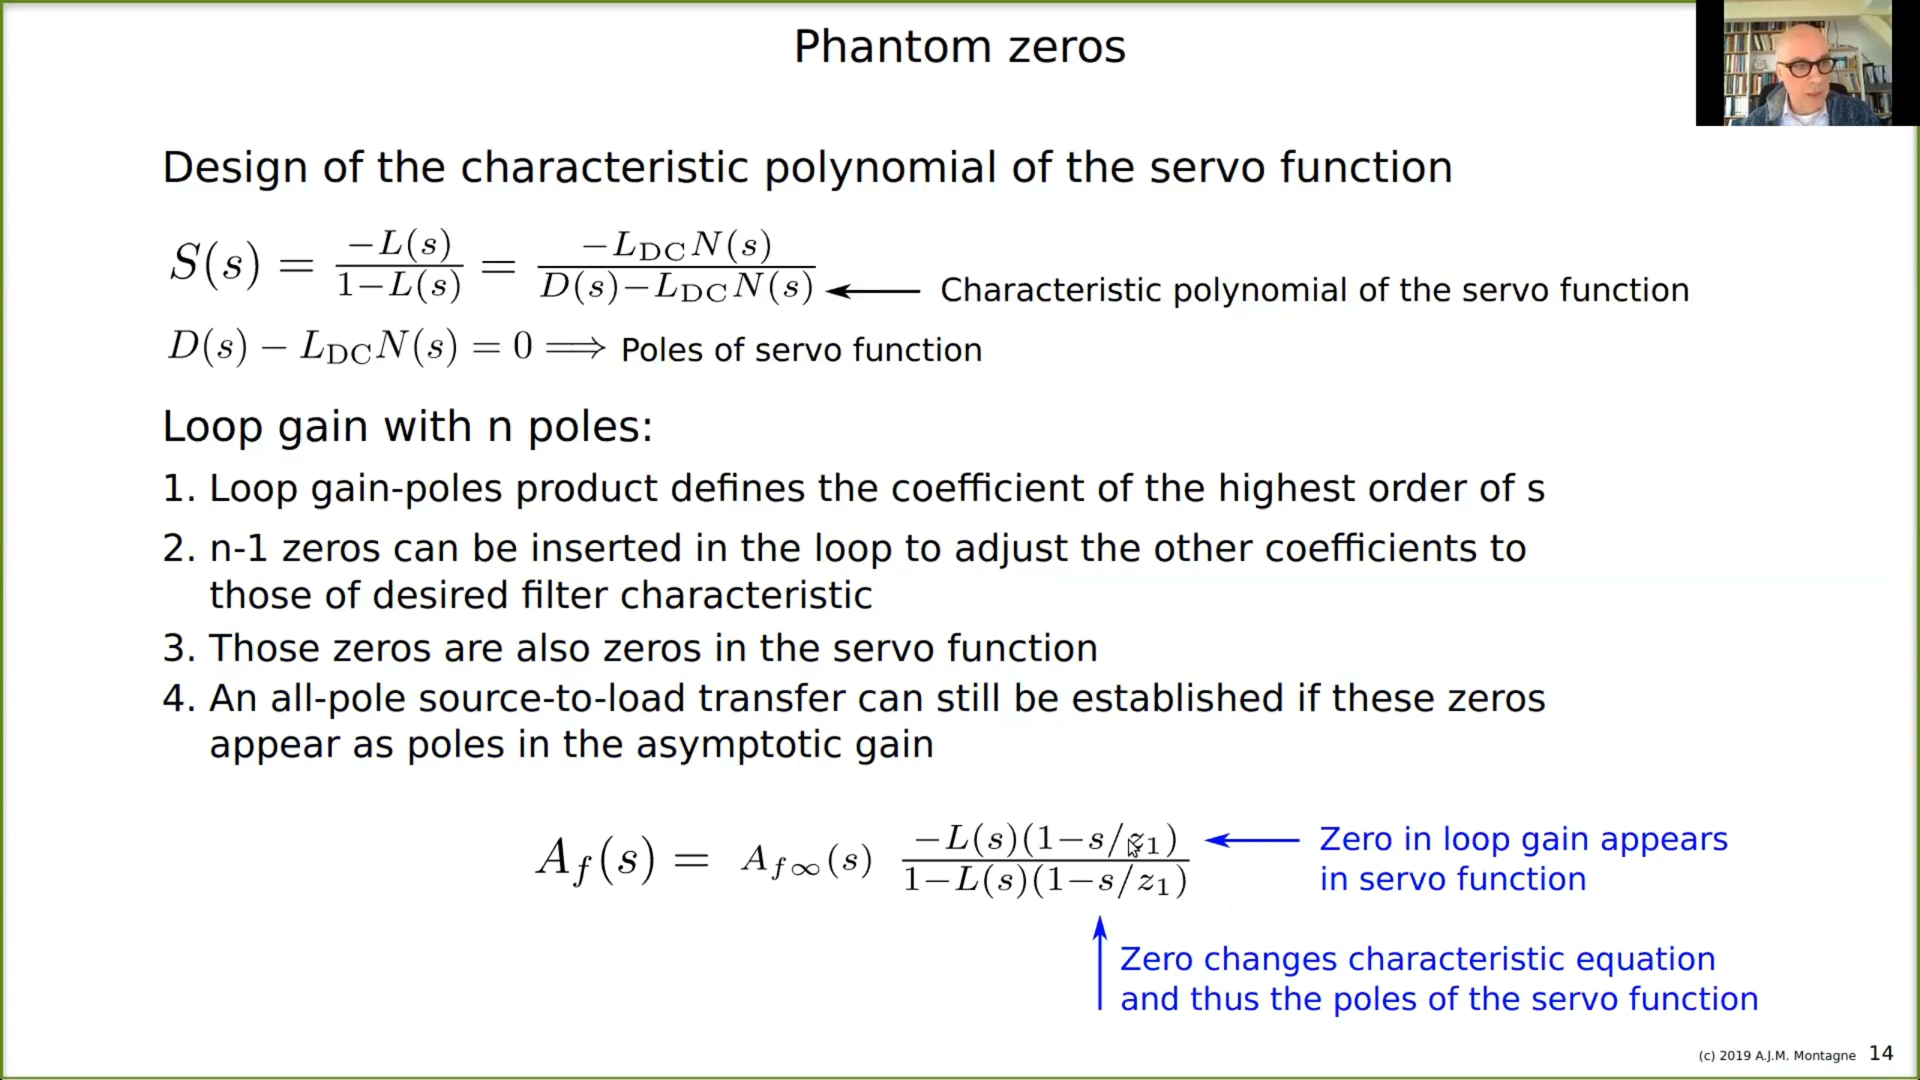 Phantom zeros
Design of the characteristic polynomial of the servo function
S(s) = −L(s) / 1−L(s) = −L_DC N(s) / D(s)−L_DC N(s)
Characteristic polynomial of the servo function
D(s) − L_DC N(s) = 0 ⟹ Poles of servo function
Loop gain with n poles:
1. Loop gain-poles product defines the coefficient of the highest order of s
2. n-1 zeros can be inserted in the loop to adjust the other coefficients to
those of desired filter characteristic
3. Those zeros are also zeros in the servo function
4. An all-pole source-to-load transfer can still be established if these zeros
appear as poles in the asymptotic gain
A_f(s) = A_f∞(s) −L(s)(1−s/z₁) / 1−L(s)(1−s/z₁)
Zero in loop gain appears
in servo function
Zero changes characteristic equation
and thus the poles of the servo function
(c) 2019 A.J.M. Montagne 14